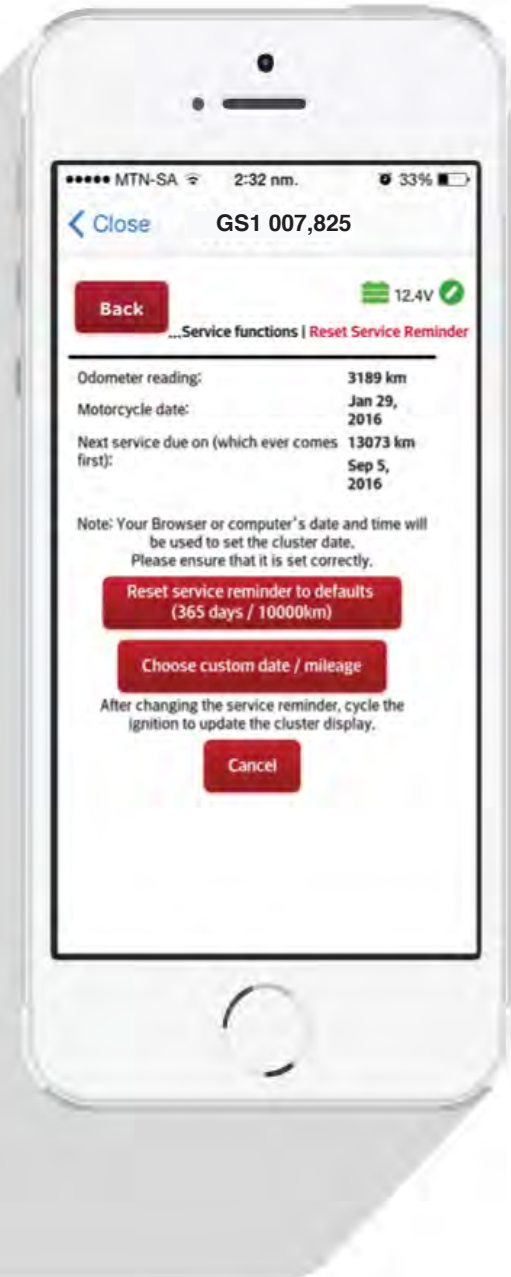 MTN-SA 2:32 nm. 33%
Close GS1 007,825
Back
12.4V
...Service functions | Reset Service Reminder
Odometer reading: 3189 km
Motorcycle date: Jan 29,
2016
Next service due on (which ever comes 13073 km
first):
Sep 5,
2016
Note: Your Browser or computer's date and time will
be used to set the cluster date.
Please ensure that it is set correctly.
Reset service reminder to defaults
(365 days / 10000km)
Choose custom date / mileage
After changing the service reminder, cycle the
ignition to update the cluster display.
Cancel